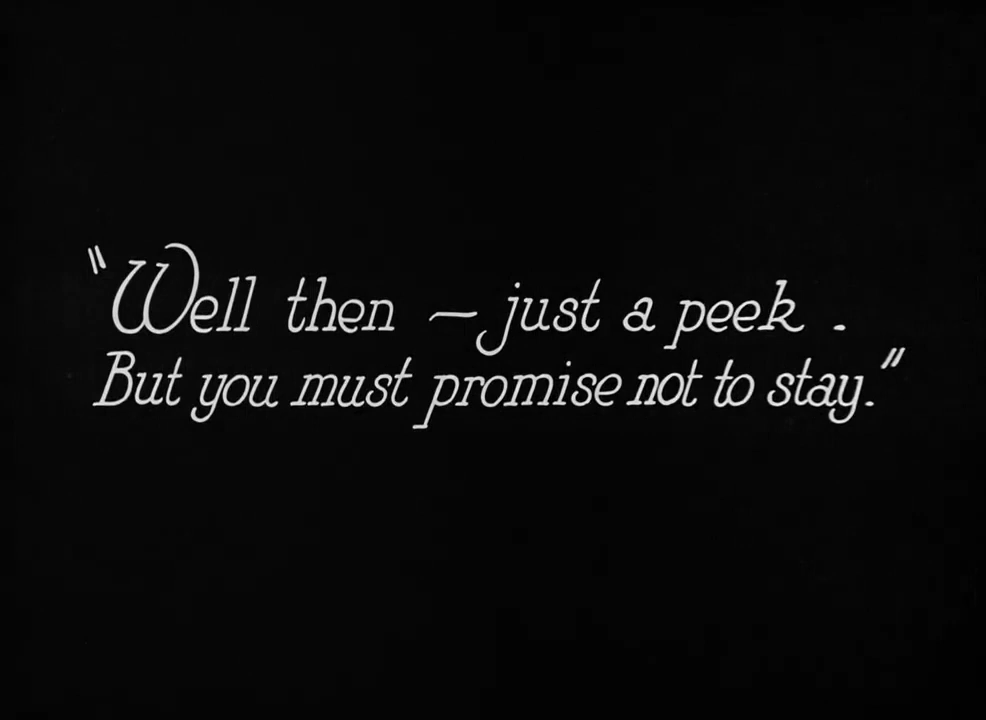 "Well then — just a peek .
But you must promise not to stay."